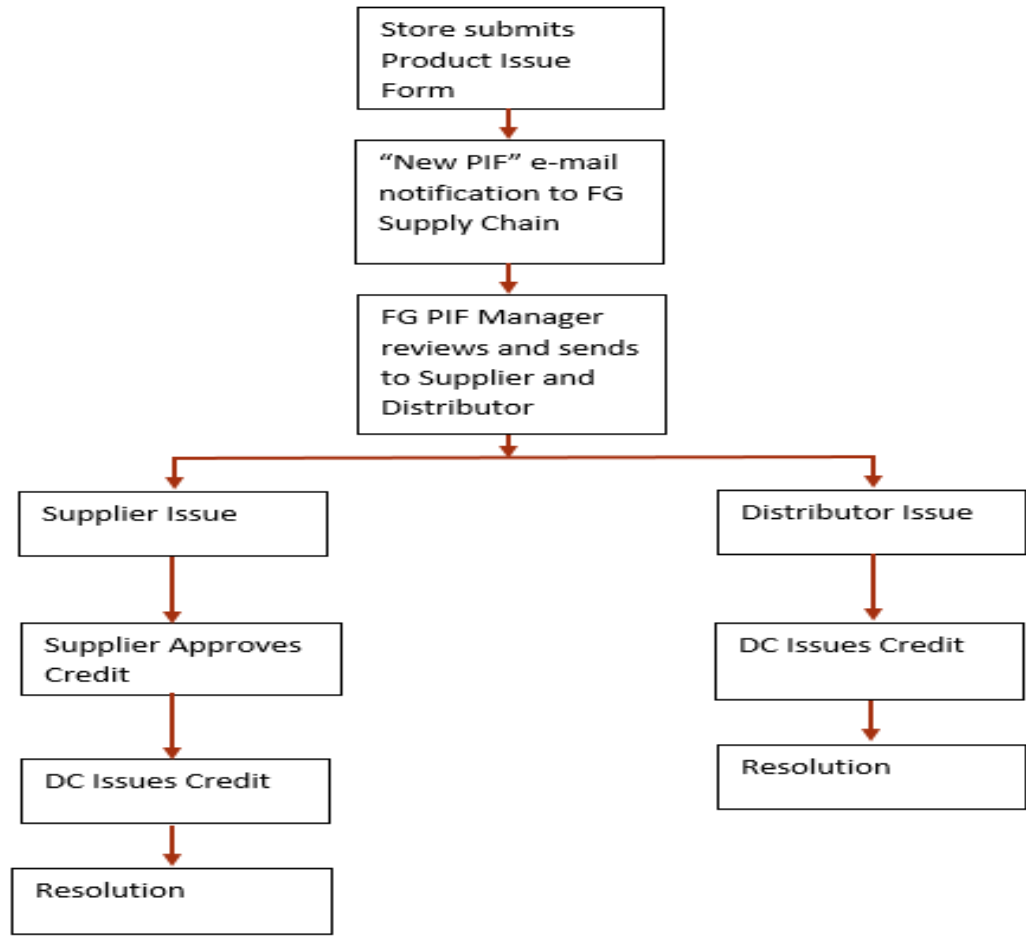 Store submits
Product Issue
Form
“New PIF” e-mail
notification to FG
Supply Chain
FG PIF Manager
reviews and sends
to Supplier and
Distributor
Supplier Issue
Distributor Issue
Supplier Approves
Credit
DC Issues Credit
DC Issues Credit
Resolution
Resolution